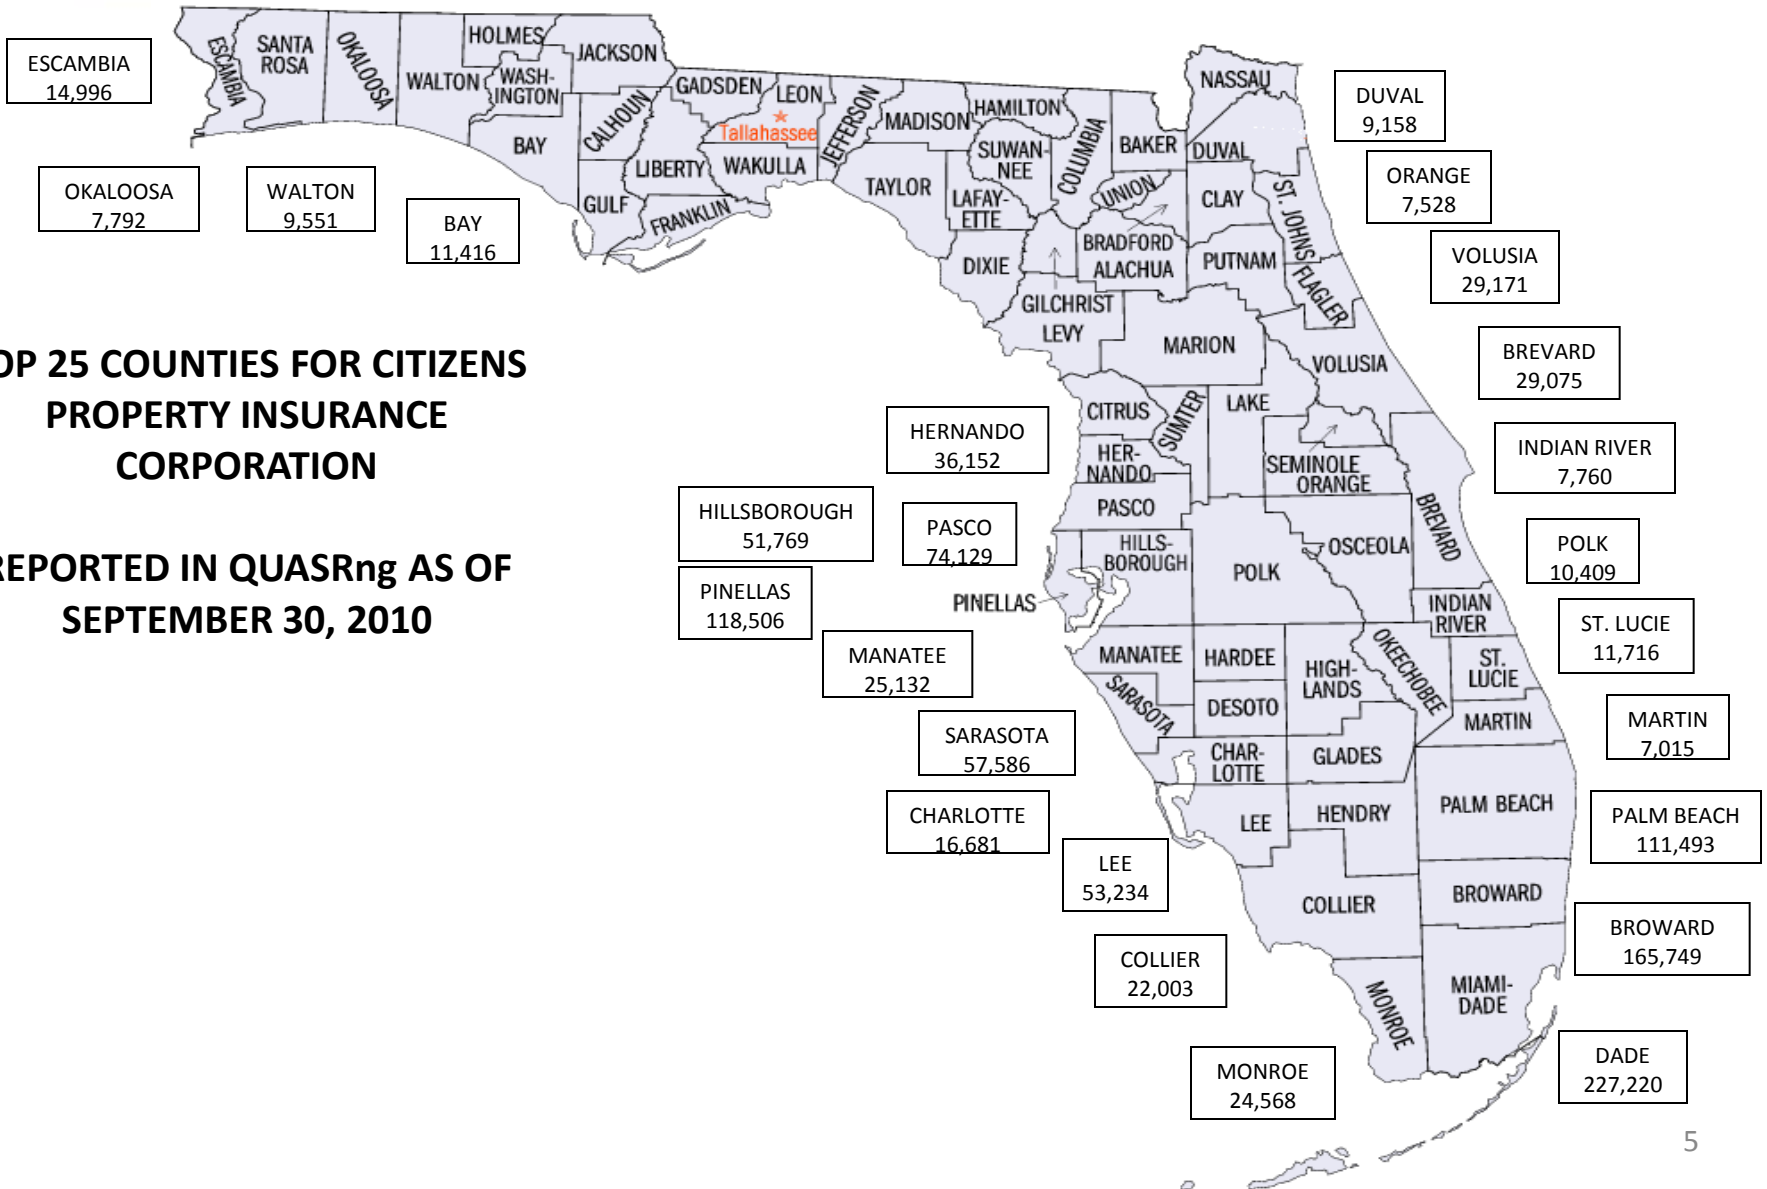 ESCAMBIA
14,996
OKALOOSA
7,792
WALTON
9,551
BAY
11,416
OP 25 COUNTIES FOR CITIZENS
PROPERTY INSURANCE
CORPORATION
REPORTED IN QUASRng AS OF
SEPTEMBER 30, 2010
HERNANDO
36,152
HILLSBOROUGH
51,769
PASCO
74,129
PINELLAS
118,506
MANATEE
25,132
SARASOTA
57,586
CHARLOTTE
16,681
LEE
53,234
COLLIER
22,003
MONROE
24,568
DUVAL
9,158
ORANGE
7,528
VOLUSIA
29,171
BREVARD
29,075
INDIAN RIVER
7,760
POLK
10,409
ST. LUCIE
11,716
MARTIN
7,015
PALM BEACH
111,493
BROWARD
165,749
DADE
227,220
ESCAMBIA
SANTA
ROSA
OKALOOSA
WALTON
HOLMES
WASH-
INGTON
JACKSON
BAY
CALHOUN
GULF
GADSDEN
LIBERTY
FRANKLIN
LEON
Tallahassee
WAKULLA
JEFFERSON
MADISON
TAYLOR
HAMILTON
SUWAN-
NEE
LAFAY-
ETTE
DIXIE
COLUMBIA
BAKER
UNION
BRADFORD
ALACHUA
GILCHRIST
LEVY
NASSAU
DUVAL
CLAY
ST. JOHNS
PUTNAM
FLAGLER
MARION
VOLUSIA
CITRUS
SUMTER
LAKE
HER-
NANDO
SEMINOLE
ORANGE
PASCO
HILLS-
BOROUGH
PINELLAS
POLK
OSCEOLA
BREVARD
INDIAN
RIVER
MANATEE
HARDEE
HIGH-
LANDS
OKEECHOBEE
ST.
LUCIE
SARASOTA
DESOTO
MARTIN
CHAR-
LOTTE
GLADES
LEE
HENDRY
PALM BEACH
COLLIER
BROWARD
MONROE
MIAMI-
DADE
5